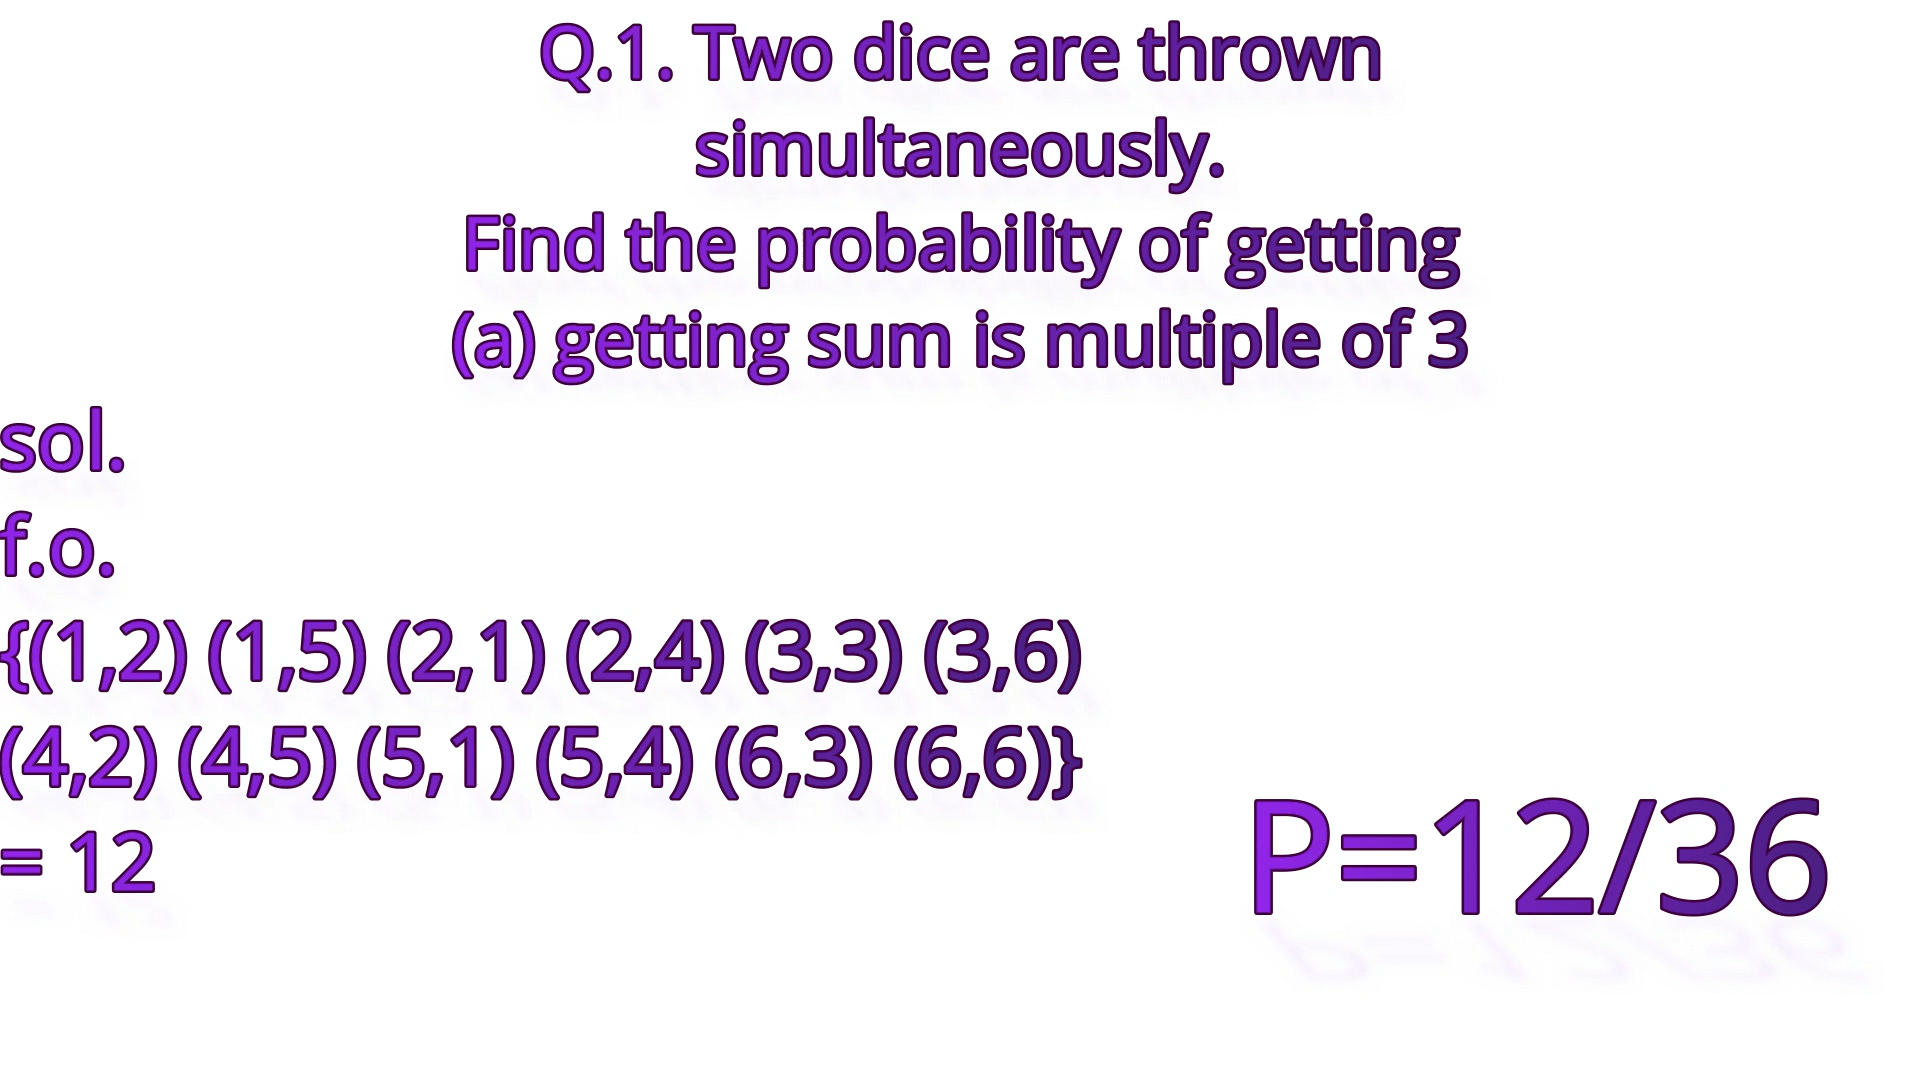 Q.1. Two dice are thrown
simultaneously.
Find the probability of getting
(a) getting sum is multiple of 3
sol.
f.o.
{(1,2) (1,5) (2,1) (2,4) (3,3) (3,6)
(4,2) (4,5) (5,1) (5,4) (6,3) (6,6)}
= 12
P=12/36